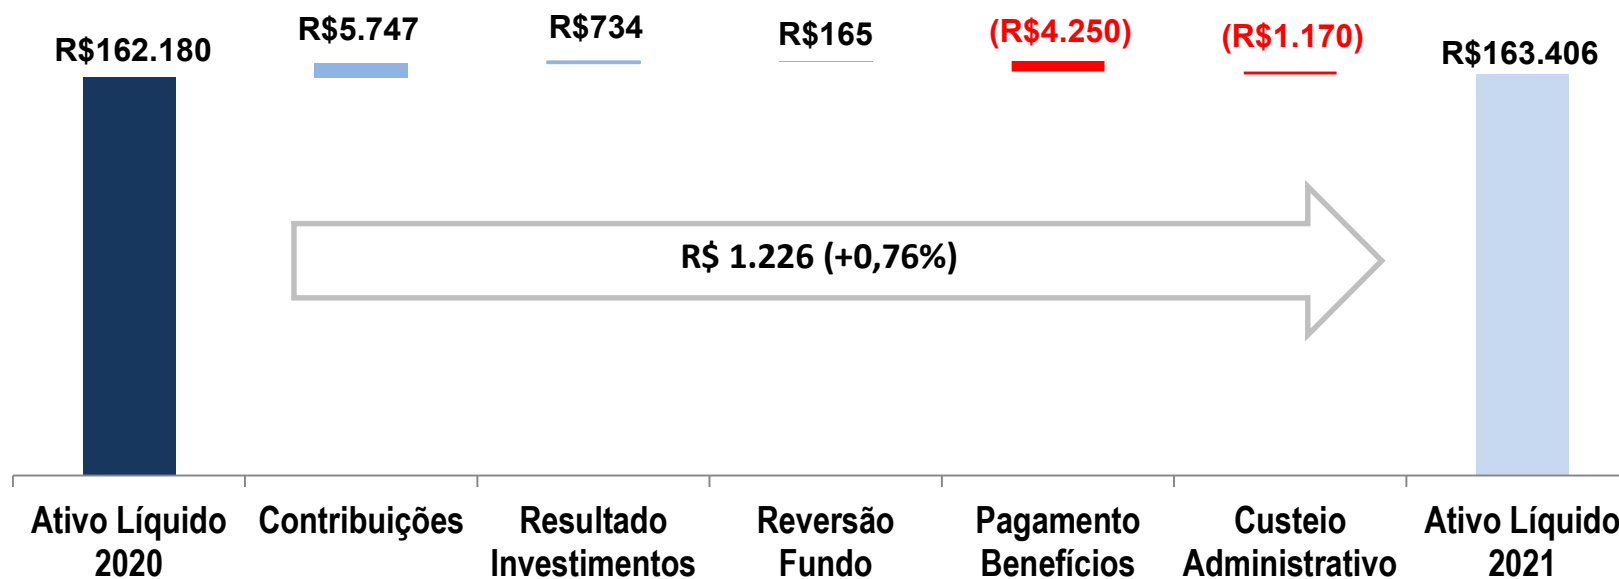 R$162.180
R$5.747
R$734
R$165
(R$4.250)
(R$1.170)
R$163.406
R$ 1.226 (+0,76%)
Ativo Líquido
2020
Contribuições
Resultado
Investimentos
Reversão
Fundo
Pagamento
Benefícios
Custeio
Administrativo
Ativo Líquido
2021